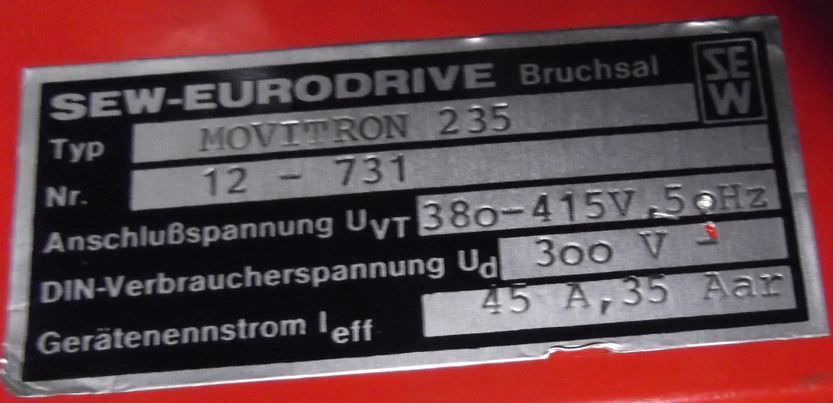 SEW-EURODRIVE Bruchsal SEW
Typ MOVITRON 235
Nr. 12 - 731
Anschlußspannung UVT 380-415V,50Hz
DIN-Verbraucherspannung Ud 300 V -
Gerätenennstrom Ieff 45 A,35 Aar